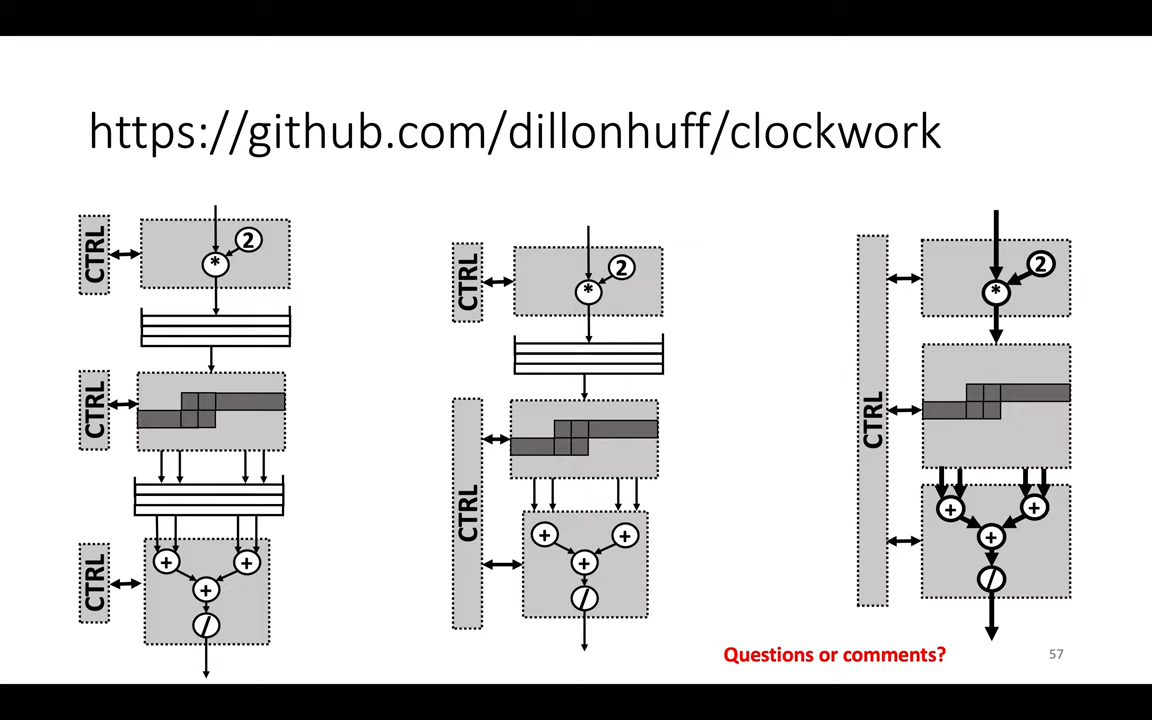 https://github.com/dillonhuff/clockwork
CTRL
2
*
CTRL
CTRL
+
+
+
/
CTRL
2
*
CTRL
+
+
+
/
CTRL
2
*
+
+
+
/
Questions or comments?
57